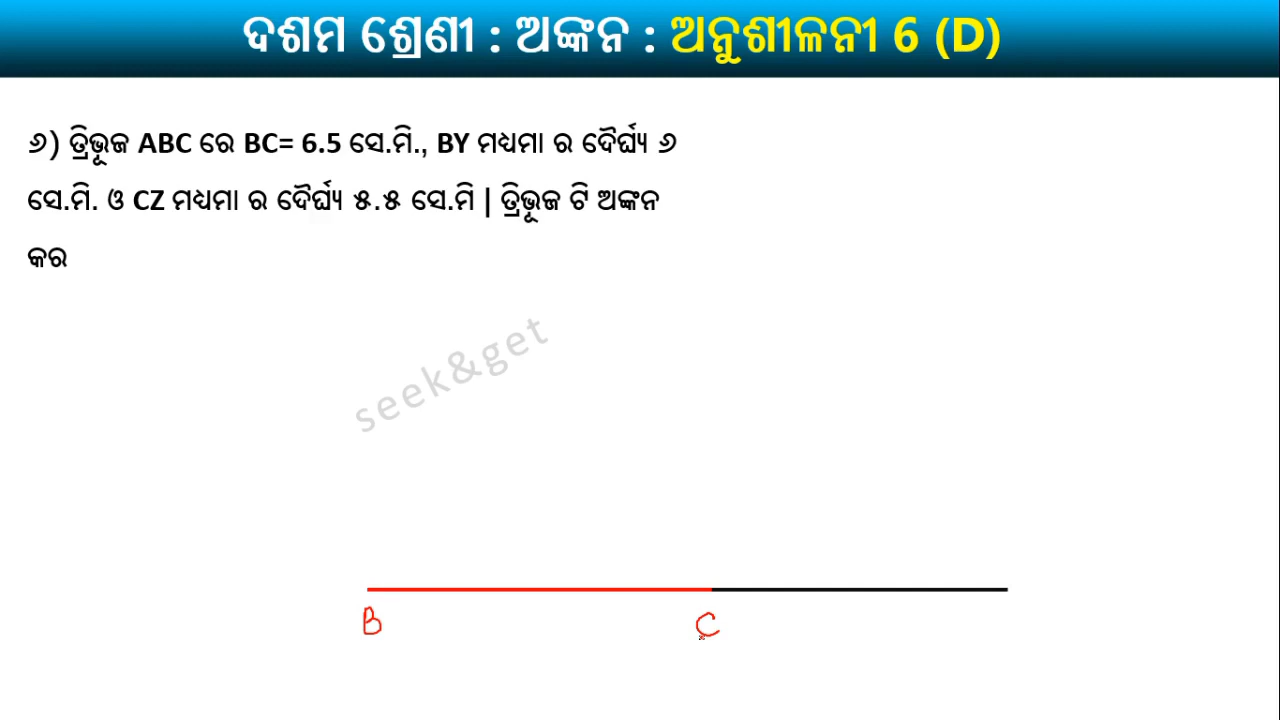 ଦଶମ ଶ୍ରେଣୀ : ଅଙ୍କନ : ଅନୁଶୀଳନୀ 6 (D)
୬) ତ୍ରିଭୂଜ ABC ରେ BC= 6.5 ସେ.ମି., BY ମଧ୍ୟମା ର ଦୈର୍ଘ୍ୟ ୬
ସେ.ମି. ଓ CZ ମଧ୍ୟମା ର ଦୈର୍ଘ୍ୟ ୫.୫ ସେ.ମି | ତ୍ରିଭୂଜ ଟି ଅଙ୍କନ
କର
seek&get
B C